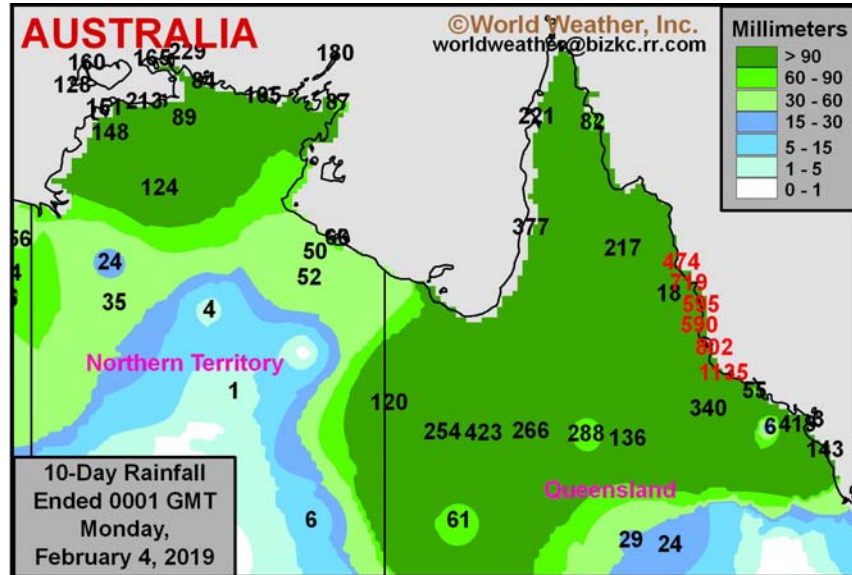 AUSTRALIA
©World Weather, Inc.
worldweather@bizkc.rr.com
Millimeters
> 90
60 - 90
30 - 60
15 - 30
5 - 15
1 - 5
0 - 1
180
229
165
160
128
84
105
87
213
148
89
221
82
124
377
217
50
52
24
474
719
18
35
4
595
590
802
Northern Territory
1135
1
55
120
340
254
423
266
288
136
6
143
Queensland
6
61
29
24
10-Day Rainfall
Ended 0001 GMT
Monday,
February 4, 2019